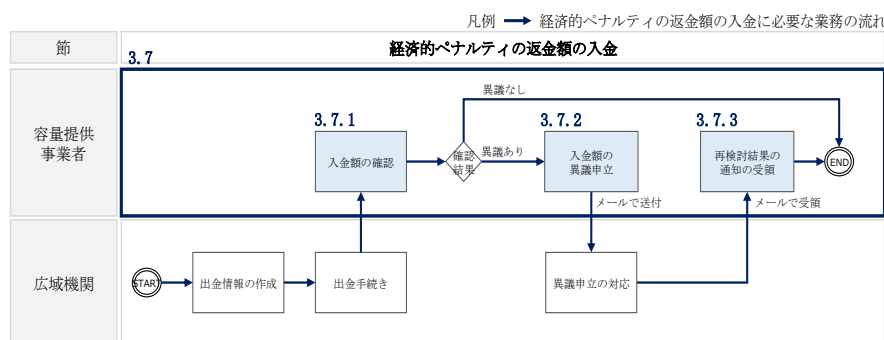 凡例 経済的ペナルティの返金額の入金に必要な業務の流れ
節
経済的ペナルティの返金額の入金
3.7
容量提供
事業者
3.7.1
入金額の確認
確認
結果
異議なし
異議あり
3.7.2
入金額の
異議申立
3.7.3
再検討結果の
通知の受領
END
メールで送付
メールで受領
広域機関
START
出金情報の作成
出金手続き
異議申立の対応